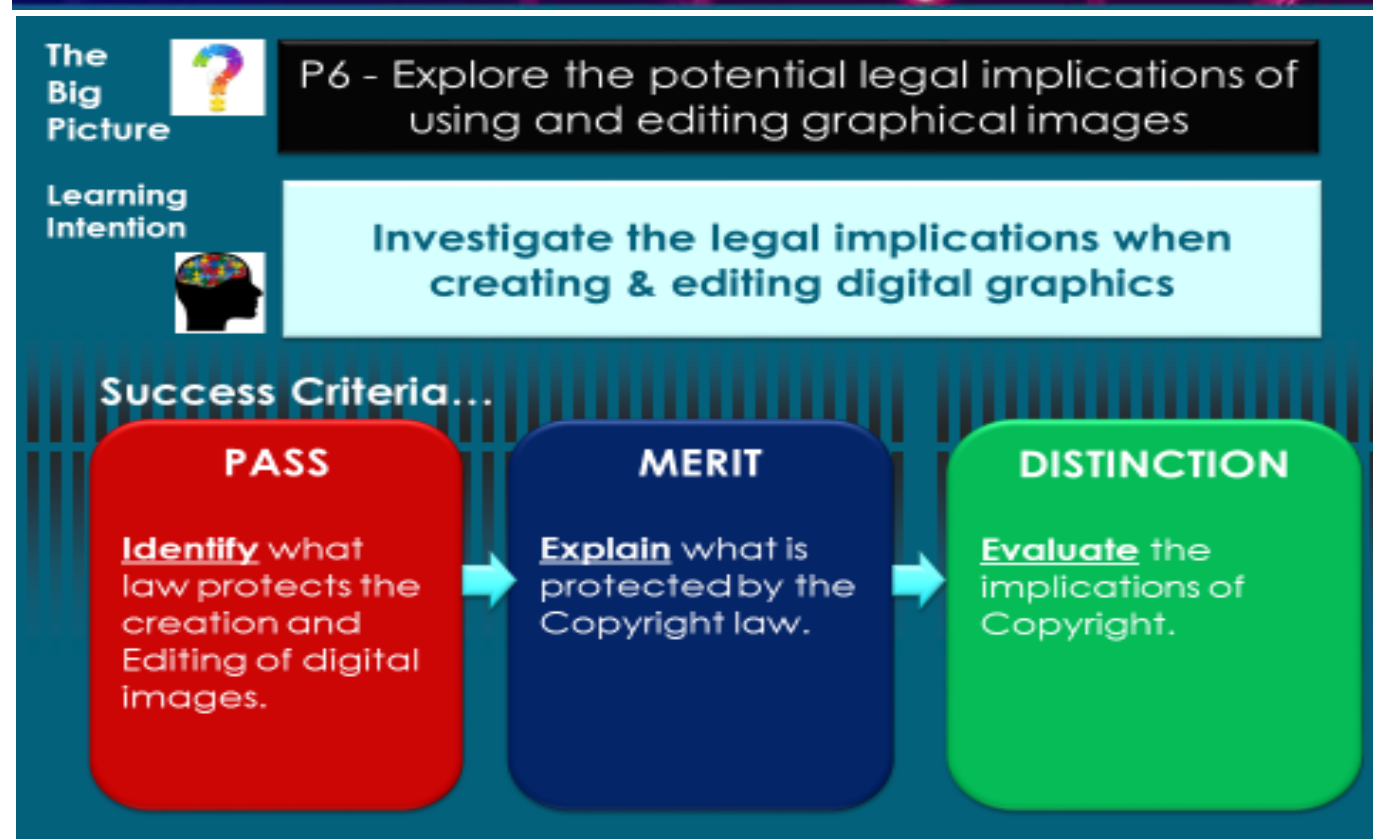 The
Big
Picture
P6 - Explore the potential legal implications of
using and editing graphical images
Learning
Intention
Investigate the legal implications when
creating & editing digital graphics
Success Criteria...
PASS
Identify what
law protects the
creation and
Editing of digital
images.
MERIT
Explain what is
protected by the
Copyright law.
DISTINCTION
Evaluate the
implications of
Copyright.